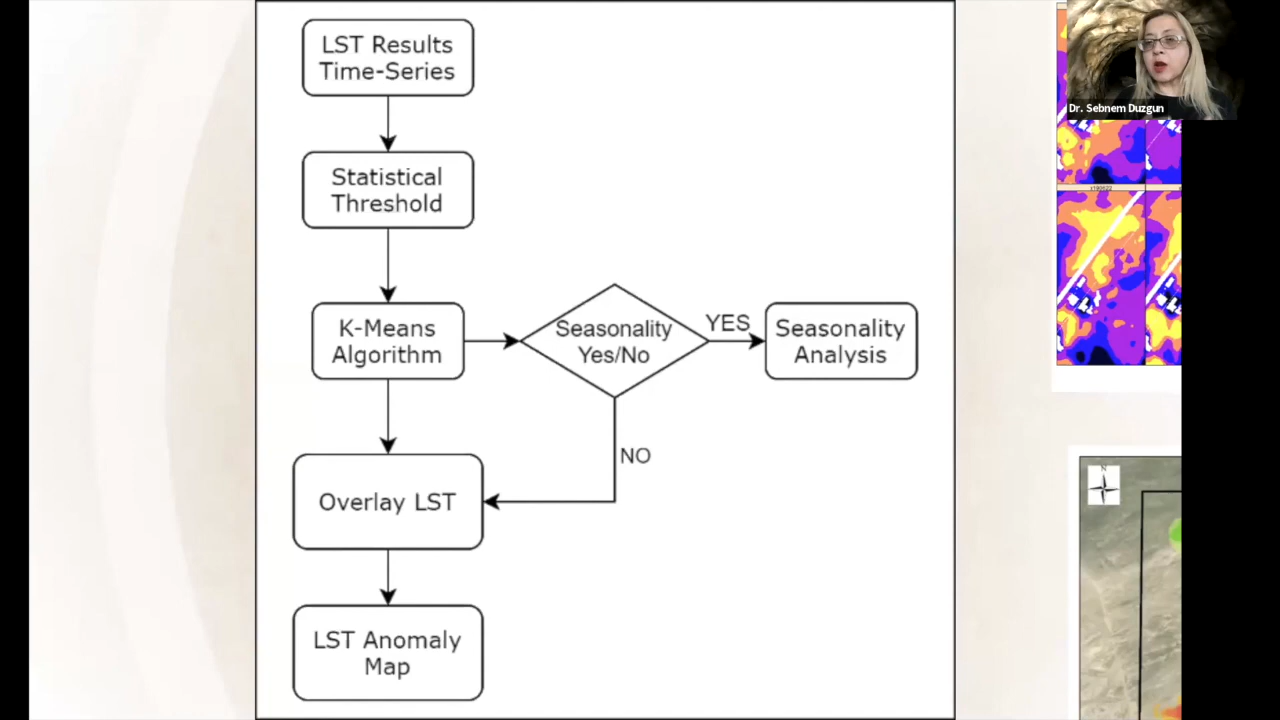 LST Results
Time-Series
Statistical
Threshold
K-Means
Algorithm
Seasonality
Yes/No
YES
Seasonality
Analysis
NO
Overlay LST
LST Anomaly
Map
Dr. Sebnem Duzgun
N